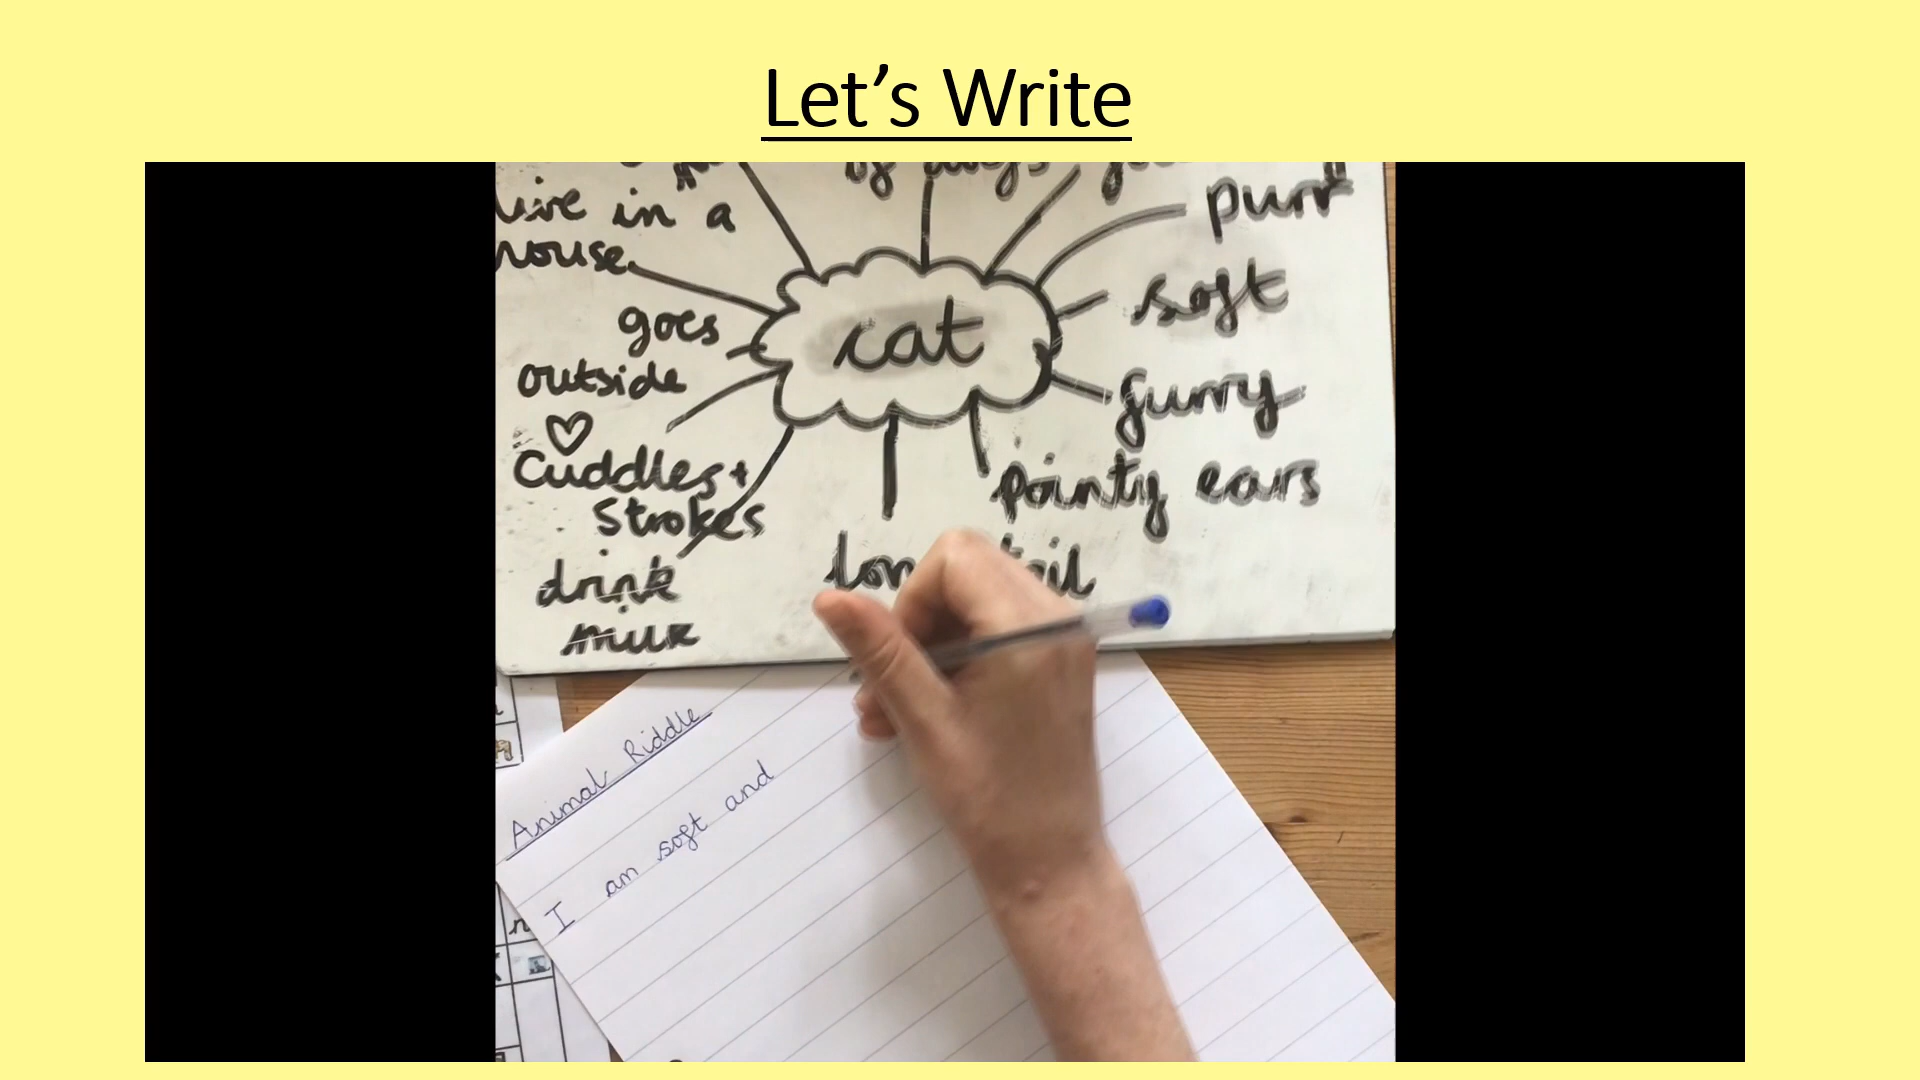 Let's Write
live in a
house.
purr
goes
outside
soft
cat
furry
cuddles +
strokes
pointy ears
drink
milk
Animal Riddle
I am soft and